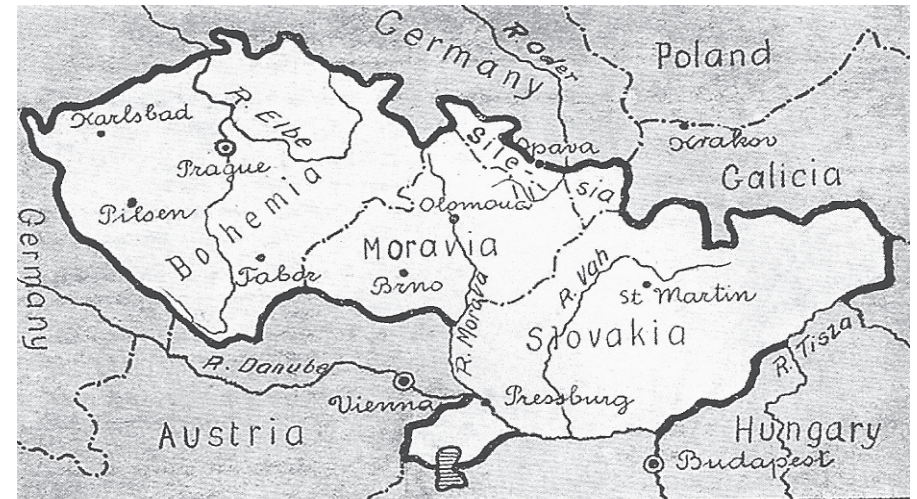 Germany
R. Oder
Poland
Karlsbad
R. Elbe
Prague
Silesia
Opava
Krakov
Galicia
Germany
Pilsen
Bohemia
Olomouc
Moravia
Tabor
Brno
R. Morava
R. Vah
St Martin
Slovakia
R. Danube
R. Tisza
Vienna
Pressburg
Austria
Hungary
Budapest